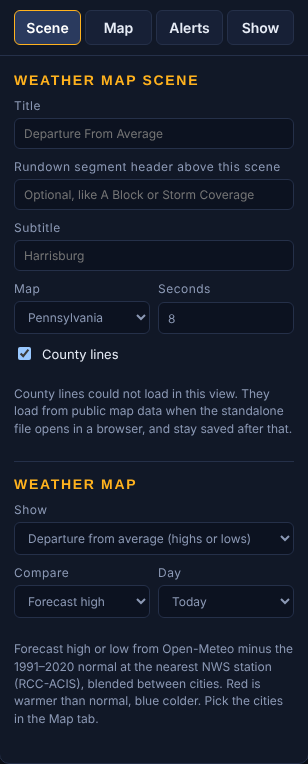 Scene Map Alerts Show
WEATHER MAP SCENE
Title
Departure From Average
Rundown segment header above this scene
Optional, like A Block or Storm Coverage
Subtitle
Harrisburg
Map Seconds
Pennsylvania 8
County lines
County lines could not load in this view. They
load from public map data when the standalone
file opens in a browser, and stay saved after that.
WEATHER MAP
Show
Departure from average (highs or lows)
Compare Day
Forecast high Today
Forecast high or low from Open-Meteo minus the
1991–2020 normal at the nearest NWS station
(RCC-ACIS), blended between cities. Red is
warmer than normal, blue colder. Pick the cities
in the Map tab.